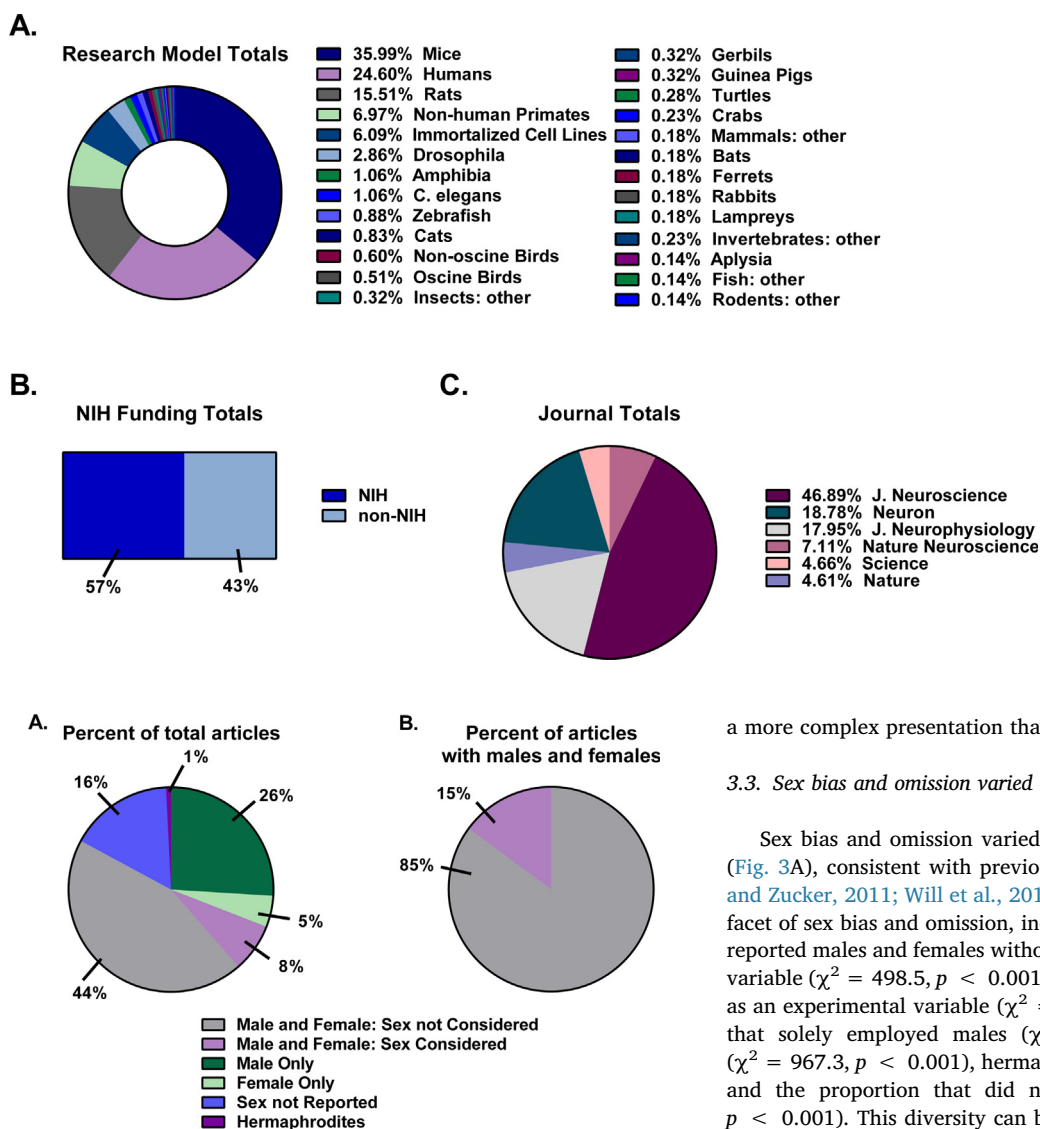 A.
Research Model Totals
35.99% Mice
24.60% Humans
15.51% Rats
6.97% Non-human Primates
6.09% Immortalized Cell Lines
2.86% Drosophila
1.06% Amphibia
1.06% C. elegans
0.88% Zebrafish
0.83% Cats
0.60% Non-oscine Birds
0.51% Oscine Birds
0.32% Insects: other
0.32% Gerbils
0.32% Guinea Pigs
0.28% Turtles
0.23% Crabs
0.18% Mammals: other
0.18% Bats
0.18% Ferrets
0.18% Rabbits
0.18% Lampreys
0.23% Invertebrates: other
0.14% Aplysia
0.14% Fish: other
0.14% Rodents: other
B.
NIH Funding Totals
NIH
non-NIH
57%
43%
C.
Journal Totals
46.89% J. Neuroscience
18.78% Neuron
17.95% J. Neurophysiology
7.11% Nature Neuroscience
4.66% Science
4.61% Nature
A.
Percent of total articles
1%
16%
26%
5%
8%
44%
B.
Percent of articles
with males and females
15%
85%
Male and Female: Sex not Considered
Male and Female: Sex Considered
Male Only
Female Only
Sex not Reported
Hermaphrodites
a more complex presentation tha
3.3. Sex bias and omission varied
Sex bias and omission varied
(Fig. 3A), consistent with previo
and Zucker, 2011; Will et al., 201
facet of sex bias and omission, in
reported males and females witho
variable (χ² = 498.5, p < 0.001
as an experimental variable (χ² =
that solely employed males (χ
(χ² = 967.3, p < 0.001), herma
and the proportion that did n
p < 0.001). This diversity can b